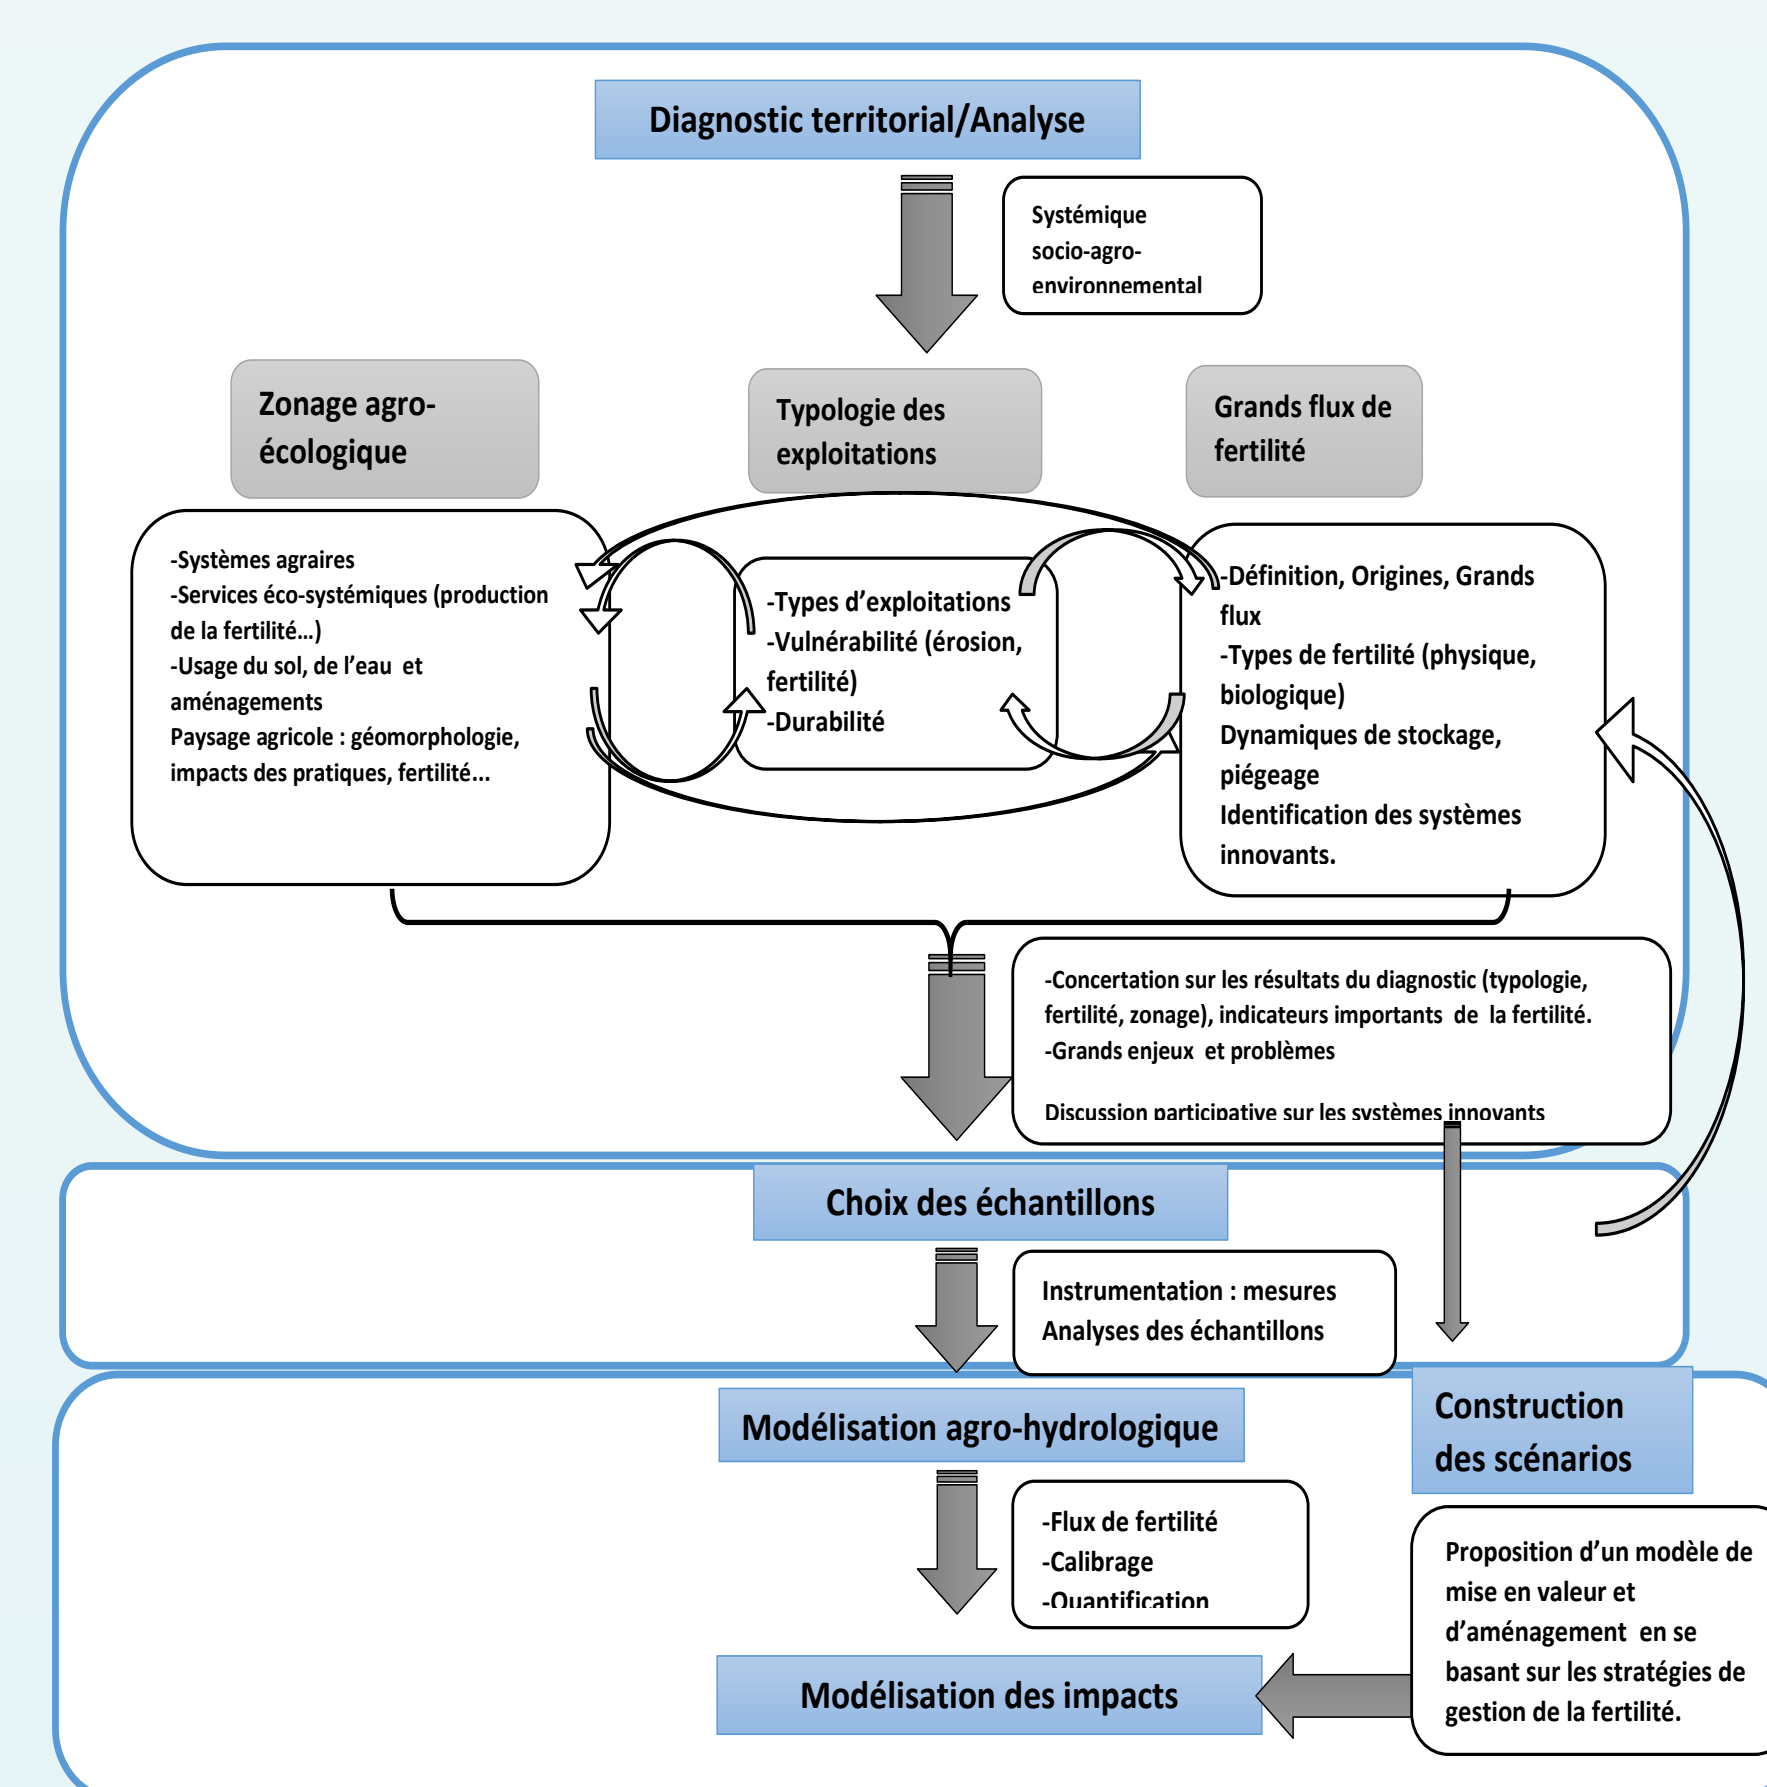 Diagnostic territorial/Analyse
Systémique
socio-agro-
environnemental
Zonage agro-
écologique
Typologie des
exploitations
Grands flux de
fertilité
-Systèmes agraires
-Services éco-systémiques (production
de la fertilité...)
-Usage du sol, de l’eau et
aménagements
Paysage agricole : géomorphologie,
impacts des pratiques, fertilité...
-Types d’exploitations
-Vulnérabilité (érosion,
fertilité)
-Durabilité
-Définition, Origines, Grands
flux
-Types de fertilité (physique,
biologique)
Dynamiques de stockage,
piégeage
Identification des systèmes
innovants.
-Concertation sur les résultats du diagnostic (typologie,
fertilité, zonage), indicateurs importants de la fertilité.
-Grands enjeux et problèmes
Discussion participative sur les systèmes innovants
Choix des échantillons
Instrumentation : mesures
Analyses des échantillons
Modélisation agro-hydrologique
Construction
des scénarios
-Flux de fertilité
-Calibrage
-Quantification
Proposition d’un modèle de
mise en valeur et
d’aménagement en se
basant sur les stratégies de
gestion de la fertilité.
Modélisation des impacts